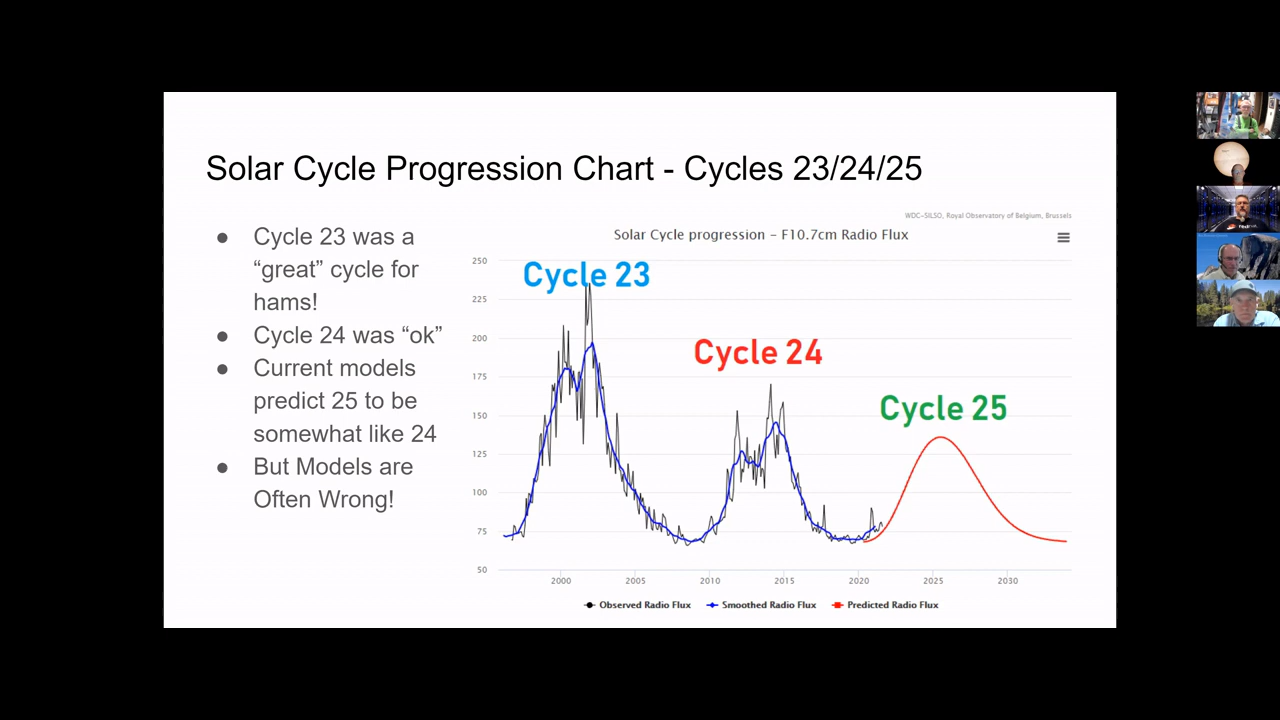 Solar Cycle Progression Chart - Cycles 23/24/25
● Cycle 23 was a
“great” cycle for
hams!
● Cycle 24 was “ok”
● Current models
predict 25 to be
somewhat like 24
● But Models are
Often Wrong!
WDC-SILSO, Royal Observatory of Belgium, Brussels
Solar Cycle progression - F10.7cm Radio Flux
250
225
200
175
150
125
100
75
50
Cycle 23
Cycle 24
Cycle 25
2000 2005 2010 2015 2020 2025 2030
Observed Radio Flux Smoothed Radio Flux Predicted Radio Flux